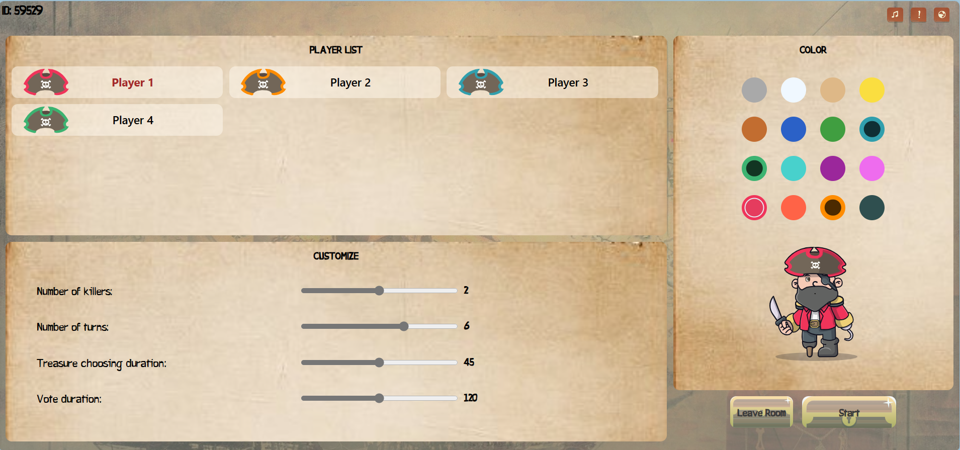 ID: 59529
PLAYER LIST
Player 1
Player 2
Player 3
Player 4
COLOR
CUSTOMIZE
Number of killers: 2
Number of turns: 6
Treasure choosing duration: 45
Vote duration: 120
Leave Room
Start